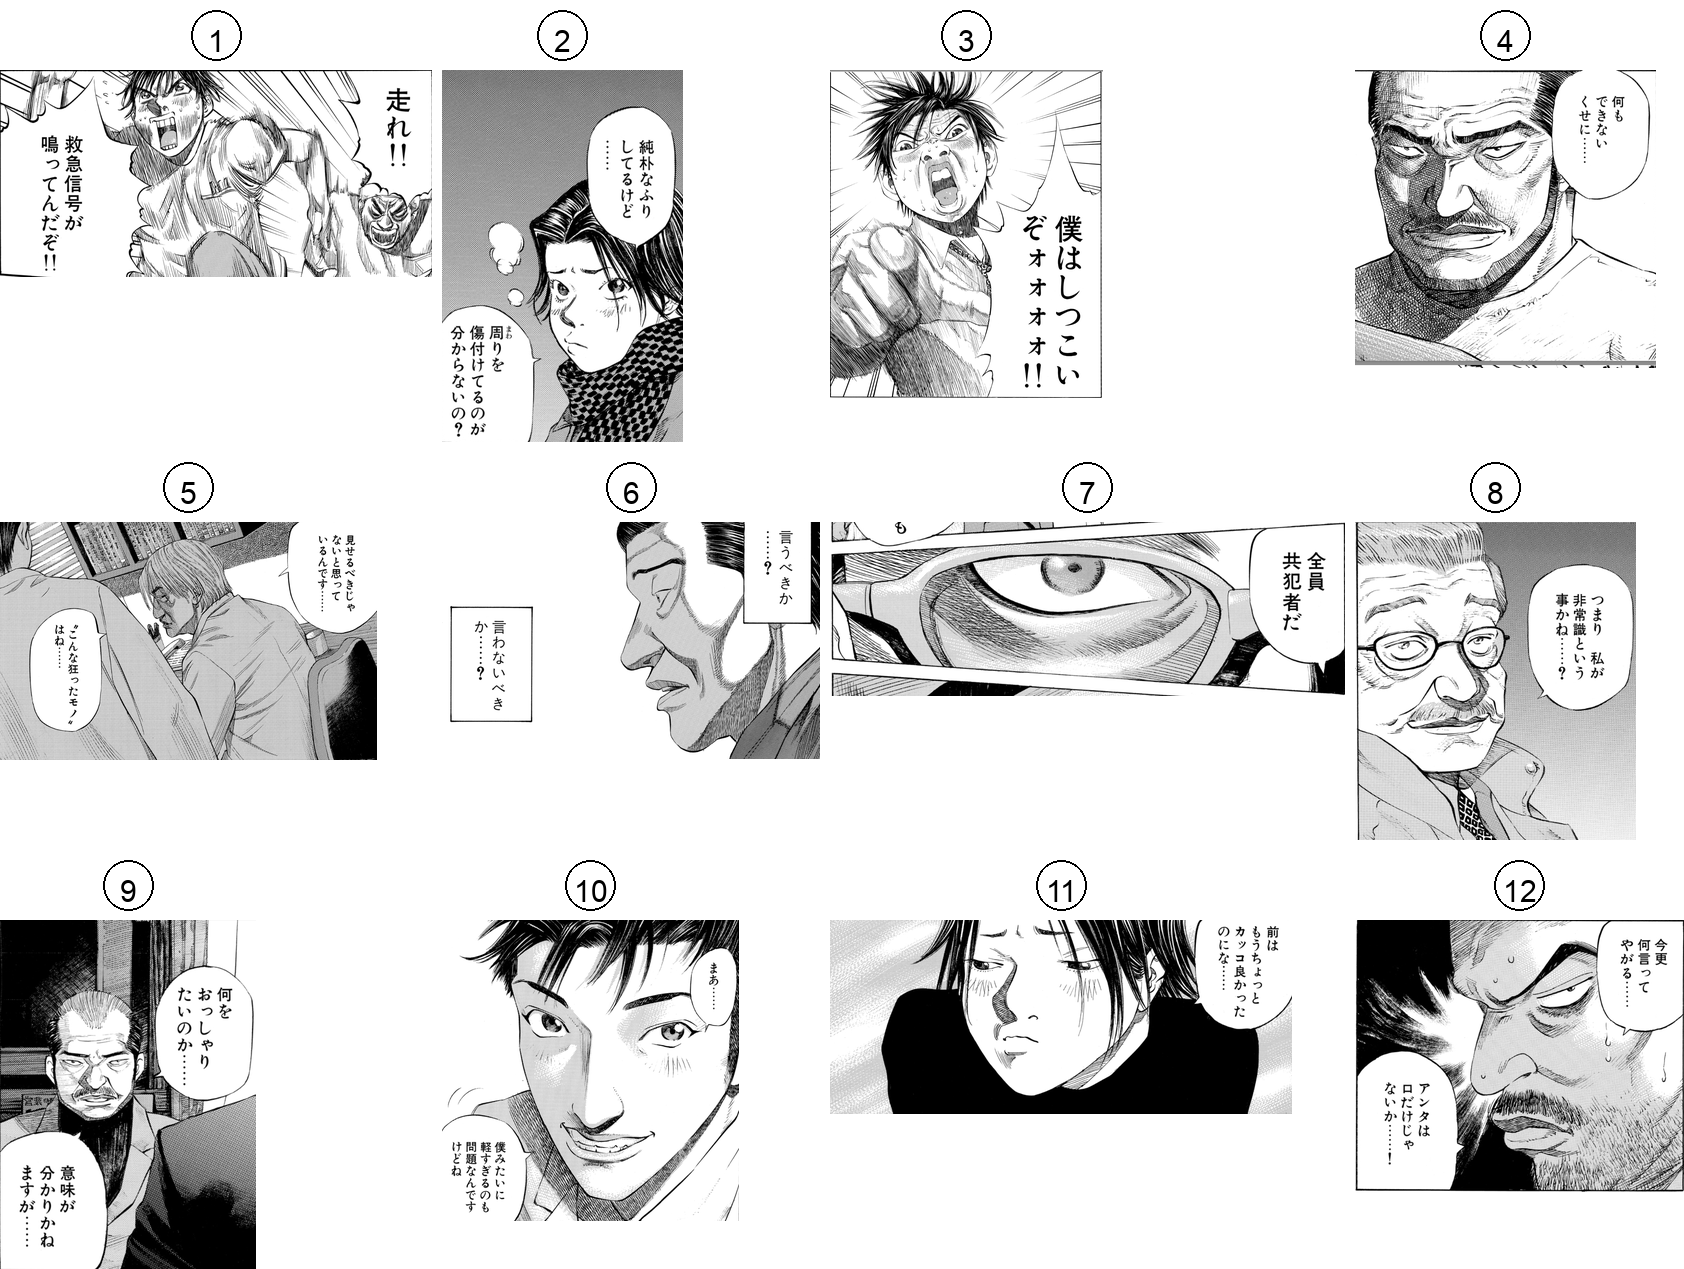 1
走れ!!
救急信号が
鳴ってんだぞ!!
2
純朴なふり
してるけど
……
周りを
まわ
傷付けてるのが
分からないの?
3
僕はしつこい
ぞォォォォォ!!
4
何も
できない
くせに……
5
見せるべきじゃ
ないと思って
いるんです……
"こんな狂ったモノ"
はね……
6
言うべきか
……?
言わないべき
か……?
7
も
全員
共犯者だ
8
つまり 私が
非常識という
事かね……?
9
何を
おっしゃり
たいのか……
意味が
分かりかね
ますが……
10
まあ……
僕みたいに
軽すぎるのも
問題なんです
けどね
11
前は
もうちょっと
カッコ良かった
のにな……
12
今更
何言って
やがる……
アンタは
口だけじゃ
ないか……!